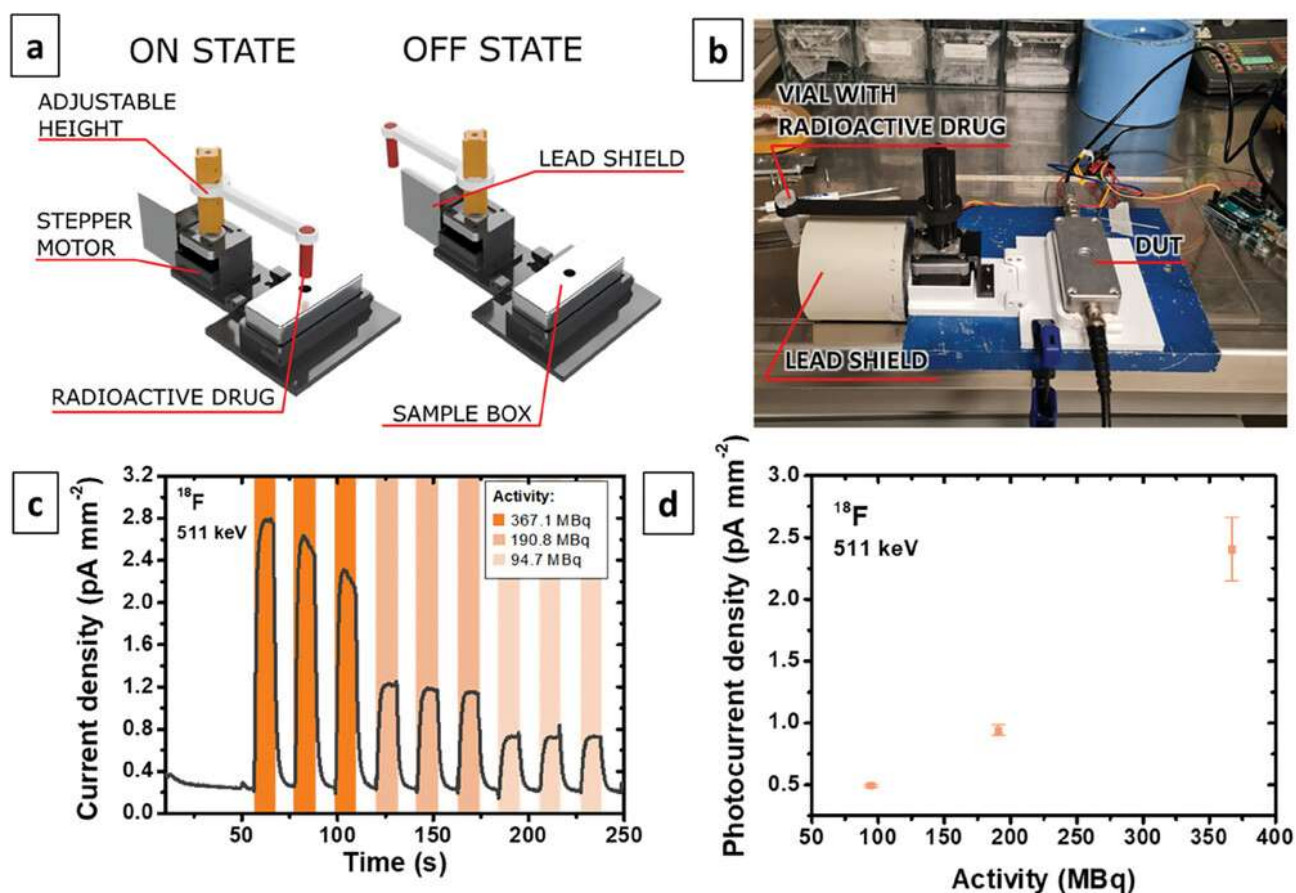 a
ON STATE
OFF STATE
ADJUSTABLE
HEIGHT
LEAD SHIELD
STEPPER
MOTOR
RADIOACTIVE DRUG
SAMPLE BOX
b
VIAL WITH
RADIOACTIVE DRUG
DUT
LEAD SHIELD
c
Current density (pA mm⁻²)
3.2
2.8
2.4
2.0
1.6
1.2
0.8
0.4
0.0
¹⁸F
511 keV
Activity:
367.1 MBq
190.8 MBq
94.7 MBq
50 100 150 200 250
Time (s)
d
Photocurrent density (pA mm⁻²)
3.0
2.5
2.0
1.5
1.0
0.5
¹⁸F
511 keV
50 100 150 200 250 300 350 400
Activity (MBq)